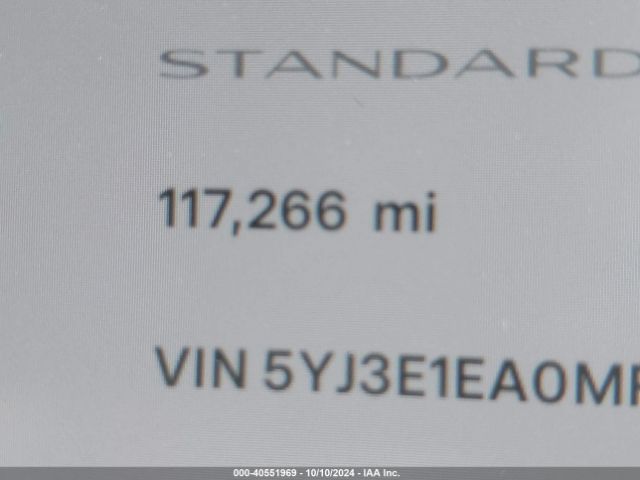 STANDARD
117,266 mi
VIN 5YJ3E1EA0M
000-40551969 - 10/10/2024 - IAA Inc.